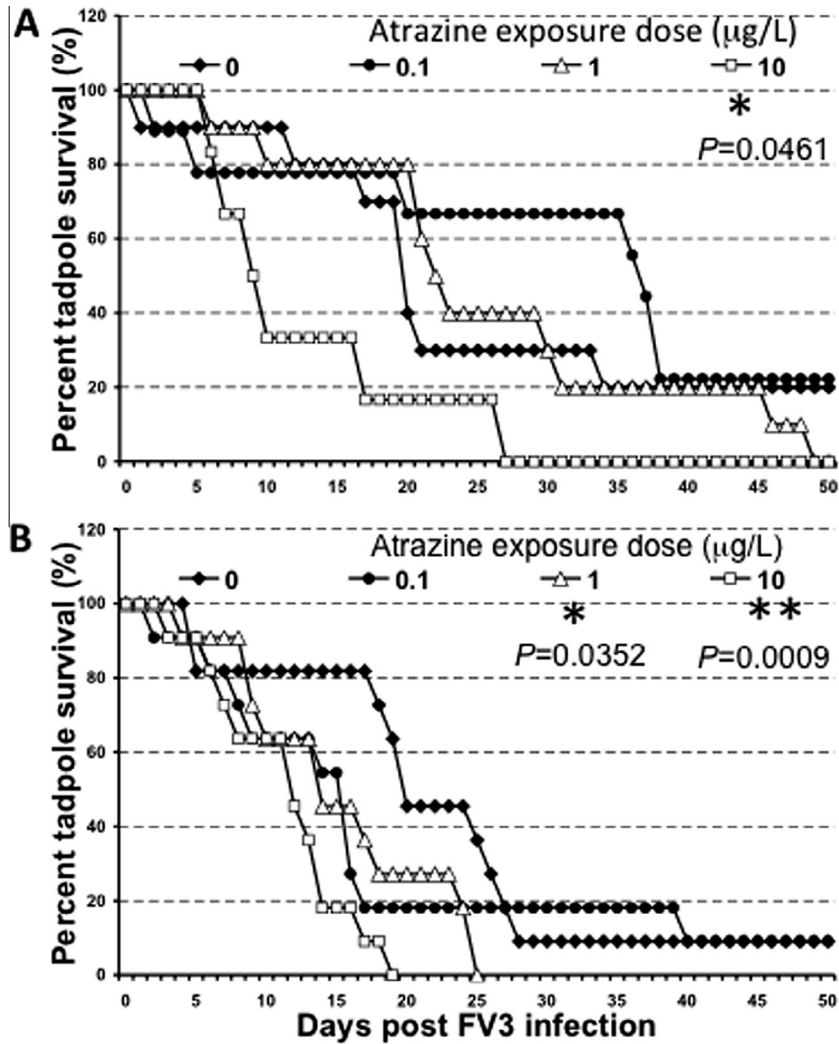 A
Atrazine exposure dose (µg/L)
0 0.1 1 10
*
P=0.0461
Percent tadpole survival (%)
120
100
80
60
40
20
0
0 5 10 15 20 25 30 35 40 45 50
B
Atrazine exposure dose (µg/L)
0 0.1 1 10
* **
P=0.0352 P=0.0009
Percent tadpole survival (%)
120
100
80
60
40
20
0
0 5 10 15 20 25 30 35 40 45 50
Days post FV3 infection